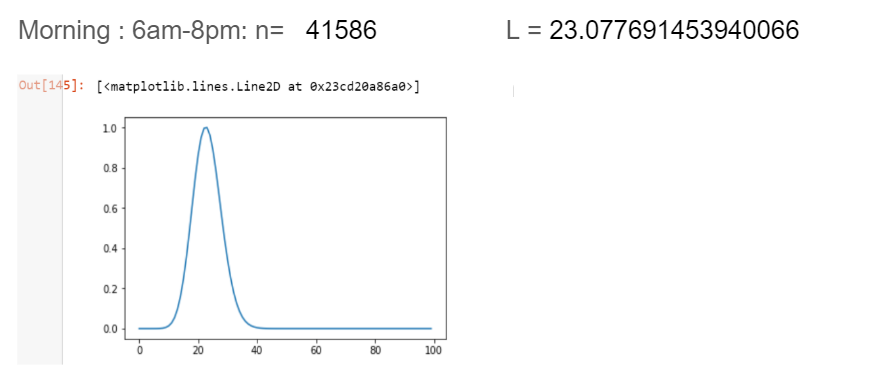 Morning : 6am-8pm: n= 41586
L = 23.077691453940066
Out[145]: [<matplotlib.lines.Line2D at 0x23cd20a86a0>]
1.0
0.8
0.6
0.4
0.2
0.0
0 20 40 60 80 100